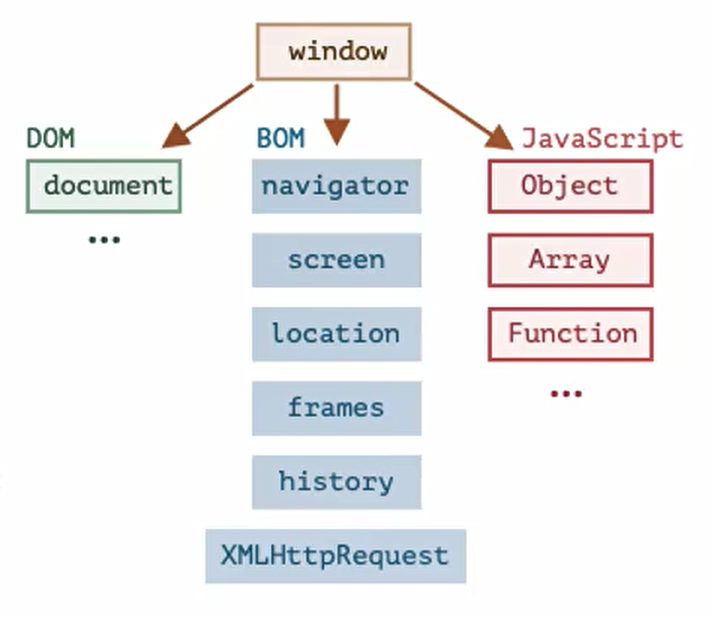 window
DOM
document
...
BOM
navigator
screen
location
frames
history
XMLHttpRequest
JavaScript
Object
Array
Function
...